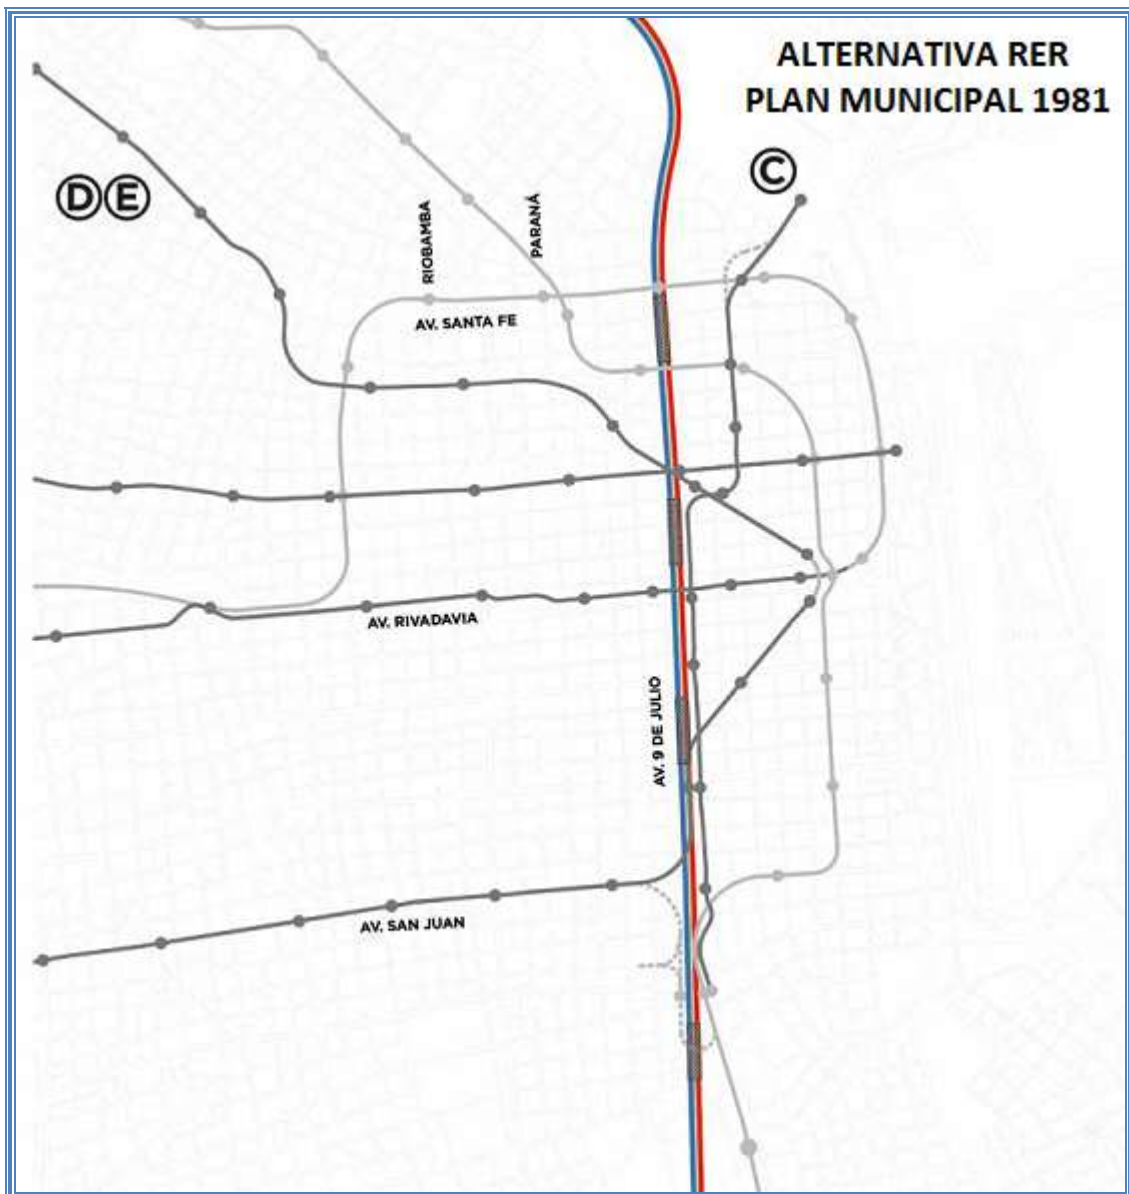 ALTERNATIVA RER
PLAN MUNICIPAL 1981
C
D E
RIOBAMBA
PARANÁ
AV. SANTA FE
AV. RIVADAVIA
AV. 9 DE JULIO
AV. SAN JUAN